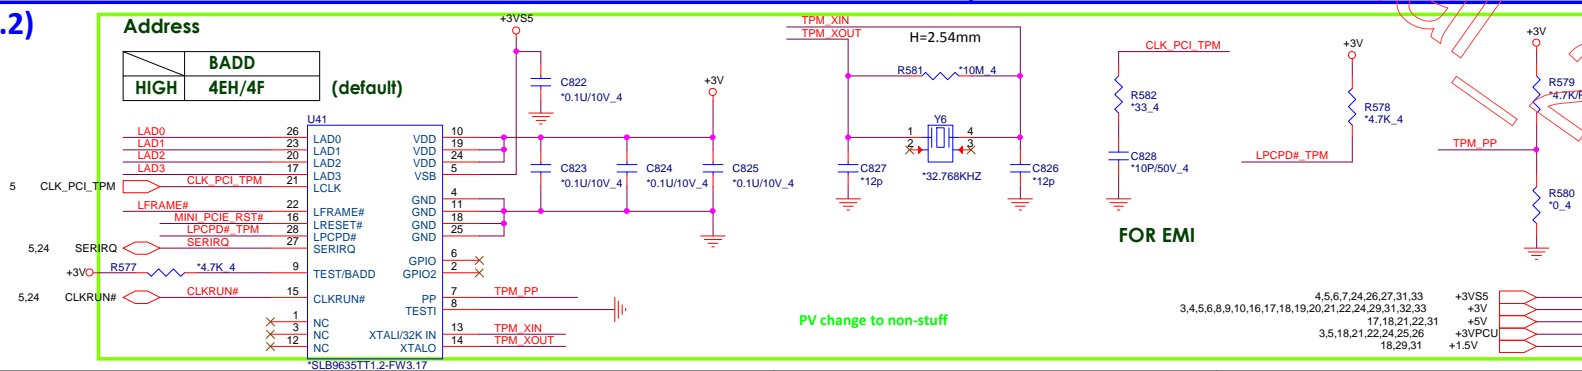 .2)
Address
BADD
HIGH 4EH/4F (default)
+3VS5
C822
*0.1U/10V_4
+3V
U41
LAD0 26 LAD0 VDD 10
LAD1 23 LAD1 VDD 19
LAD2 20 LAD2 VDD 24
LAD3 17 LAD3 VSB 5
5 CLK_PCI_TPM CLK_PCI_TPM 21 LCLK
GND 4
LFRAME# 22 LFRAME# GND 11
MINI_PCIE_RST# 16 LRESET# GND 18
LPCPD#_TPM 28 LPCPD# GND 25
5,24 SERIRQ SERIRQ 27 SERIRQ
GPIO 6
+3V R577 *4.7K_4 9 TEST/BADD GPIO2 2
5,24 CLKRUN# CLKRUN# 15 CLKRUN# PP 7 TPM_PP
TESTI 8
1 NC
3 NC XTALI/32K IN 13 TPM_XIN
12 NC XTALO 14 TPM_XOUT
*SLB9635TT1.2-FW3.17
C823
*0.1U/10V_4
C824
*0.1U/10V_4
C825
*0.1U/10V_4
TPM_XIN
TPM_XOUT
H=2.54mm
R581 *10M_4
Y6
1 4
2 3
*32.768KHZ
C827
*12p
C826
*12p
CLK_PCI_TPM
R582
*33_4
C828
*10P/50V_4
FOR EMI
+3V
R578
*4.7K_4
LPCPD#_TPM
+3V
R579
*4.7K/F
TPM_PP
R580
*0_4
PV change to non-stuff
4,5,6,7,24,26,27,31,33 +3VS5
3,4,5,6,8,9,10,16,17,18,19,20,21,22,24,29,31,32,33 +3V
17,18,21,22,31 +5V
3,5,18,21,22,24,25,26 +3VPCU
18,29,31 +1.5V